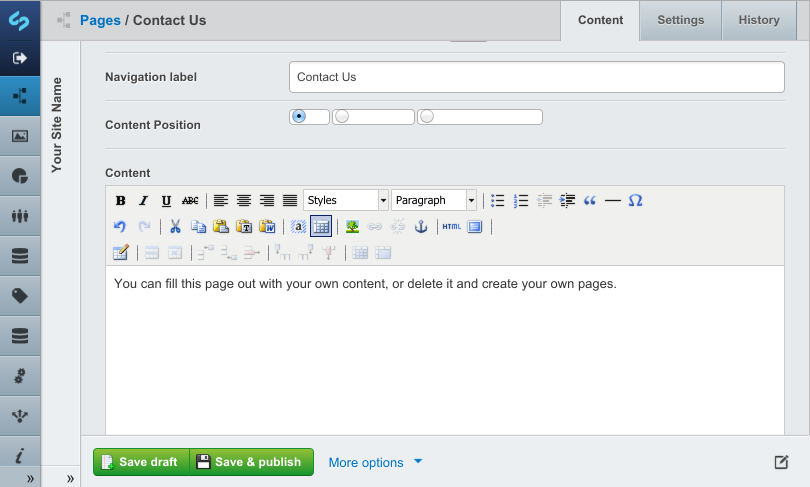 Pages / Contact Us
Content
Settings
History
Your Site Name
Navigation label
Contact Us
Content Position
Content
B I U ABC
Styles
Paragraph
HTML
You can fill this page out with your own content, or delete it and create your own pages.
Save draft
Save & publish
More options
»
»